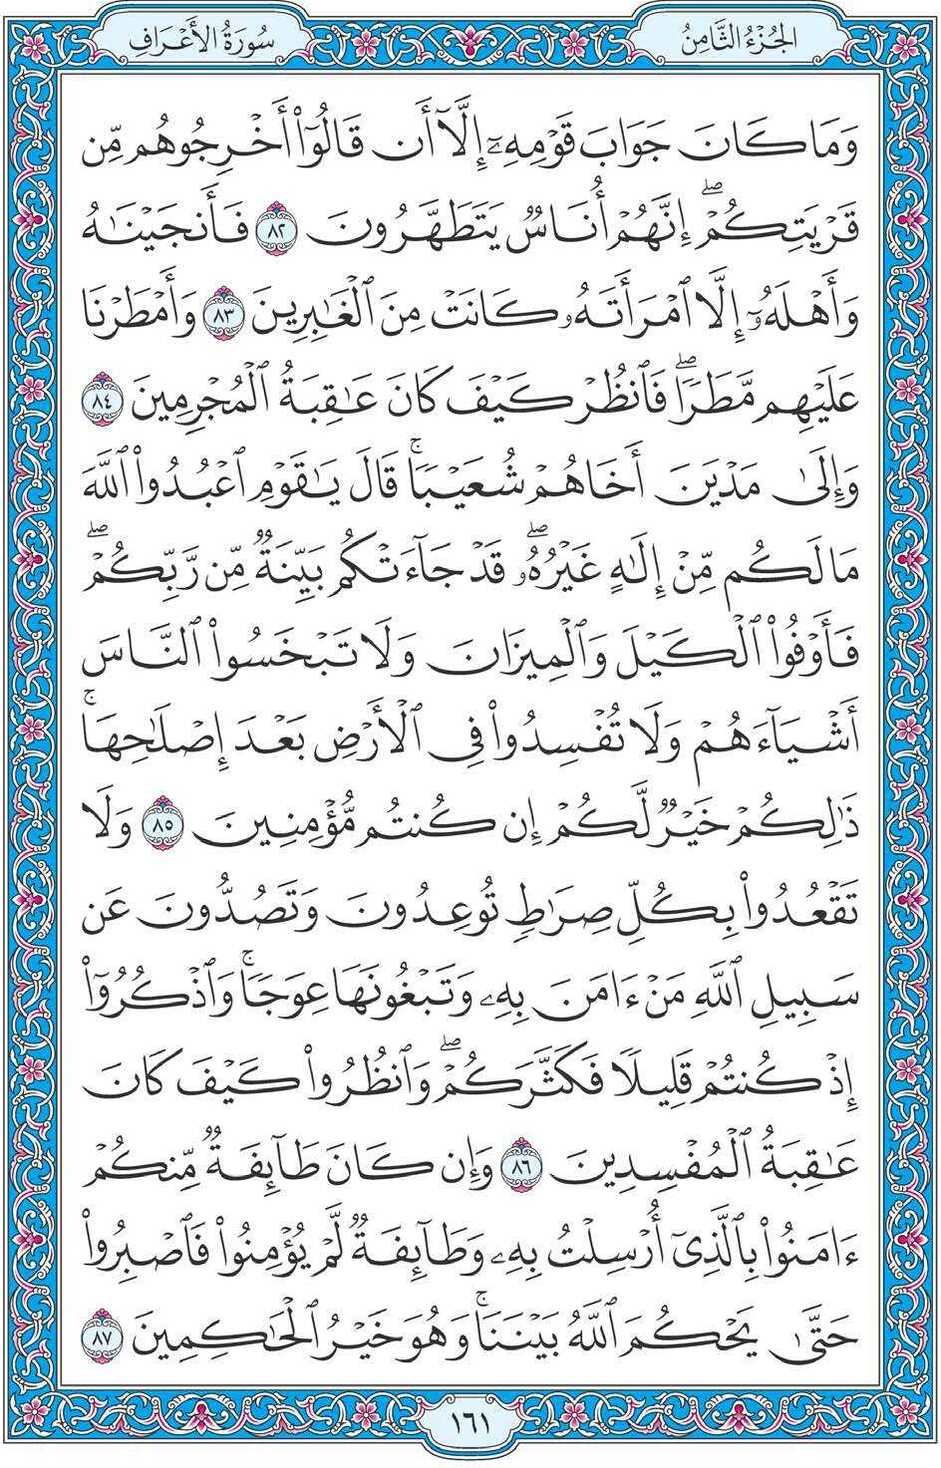 الجُزْءُ الثَّامِنُ
سُورَةُ الأَعْرَافِ
وَمَا كَانَ جَوَابَ قَوْمِهِۦٓ إِلَّآ أَن قَالُوٓاْ أَخْرِجُوهُم مِّن
قَرْيَتِكُمْۖ إِنَّهُمْ أُنَاسٌ يَتَطَهَّرُونَ ٨٢ فَأَنجَيْنَٰهُ
وَأَهْلَهُۥٓ إِلَّا ٱمْرَأَتَهُۥ كَانَتْ مِنَ ٱلْغَٰبِرِينَ ٨٣ وَأَمْطَرْنَا
عَلَيْهِم مَّطَرًاۖ فَٱنظُرْ كَيْفَ كَانَ عَٰقِبَةُ ٱلْمُجْرِمِينَ ٨٤
وَإِلَىٰ مَدْيَنَ أَخَاهُمْ شُعَيْبًاۚ قَالَ يَٰقَوْمِ ٱعْبُدُواْ ٱللَّهَ
مَا لَكُم مِّنْ إِلَٰهٍ غَيْرُهُۥۖ قَدْ جَآءَتْكُم بَيِّنَةٌ مِّن رَّبِّكُمْۖ
فَأَوْفُواْ ٱلْكَيْلَ وَٱلْمِيزَانَ وَلَا تَبْخَسُواْ ٱلنَّاسَ
أَشْيَآءَهُمْ وَلَا تُفْسِدُواْ فِى ٱلْأَرْضِ بَعْدَ إِصْلَٰحِهَاۚ
ذَٰلِكُمْ خَيْرٌ لَّكُمْ إِن كُنتُم مُّؤْمِنِينَ ٨٥ وَلَا
تَقْعُدُواْ بِكُلِّ صِرَٰطٍ تُوعِدُونَ وَتَصُدُّونَ عَن
سَبِيلِ ٱللَّهِ مَنْ ءَامَنَ بِهِۦ وَتَبْغُونَهَا عِوَجًاۚ وَٱذْكُرُوٓاْ
إِذْ كُنتُمْ قَلِيلًا فَكَثَّرَكُمْۖ وَٱنظُرُواْ كَيْفَ كَانَ
عَٰقِبَةُ ٱلْمُفْسِدِينَ ٨٦ وَإِن كَانَ طَآئِفَةٌ مِّنكُمْ
ءَامَنُواْ بِٱلَّذِىٓ أُرْسِلْتُ بِهِۦ وَطَآئِفَةٌ لَّمْ يُؤْمِنُواْ فَٱصْبِرُواْ
حَتَّىٰ يَحْكُمَ ٱللَّهُ بَيْنَنَاۚ وَهُوَ خَيْرُ ٱلْحَٰكِمِينَ ٨٧
١٦١